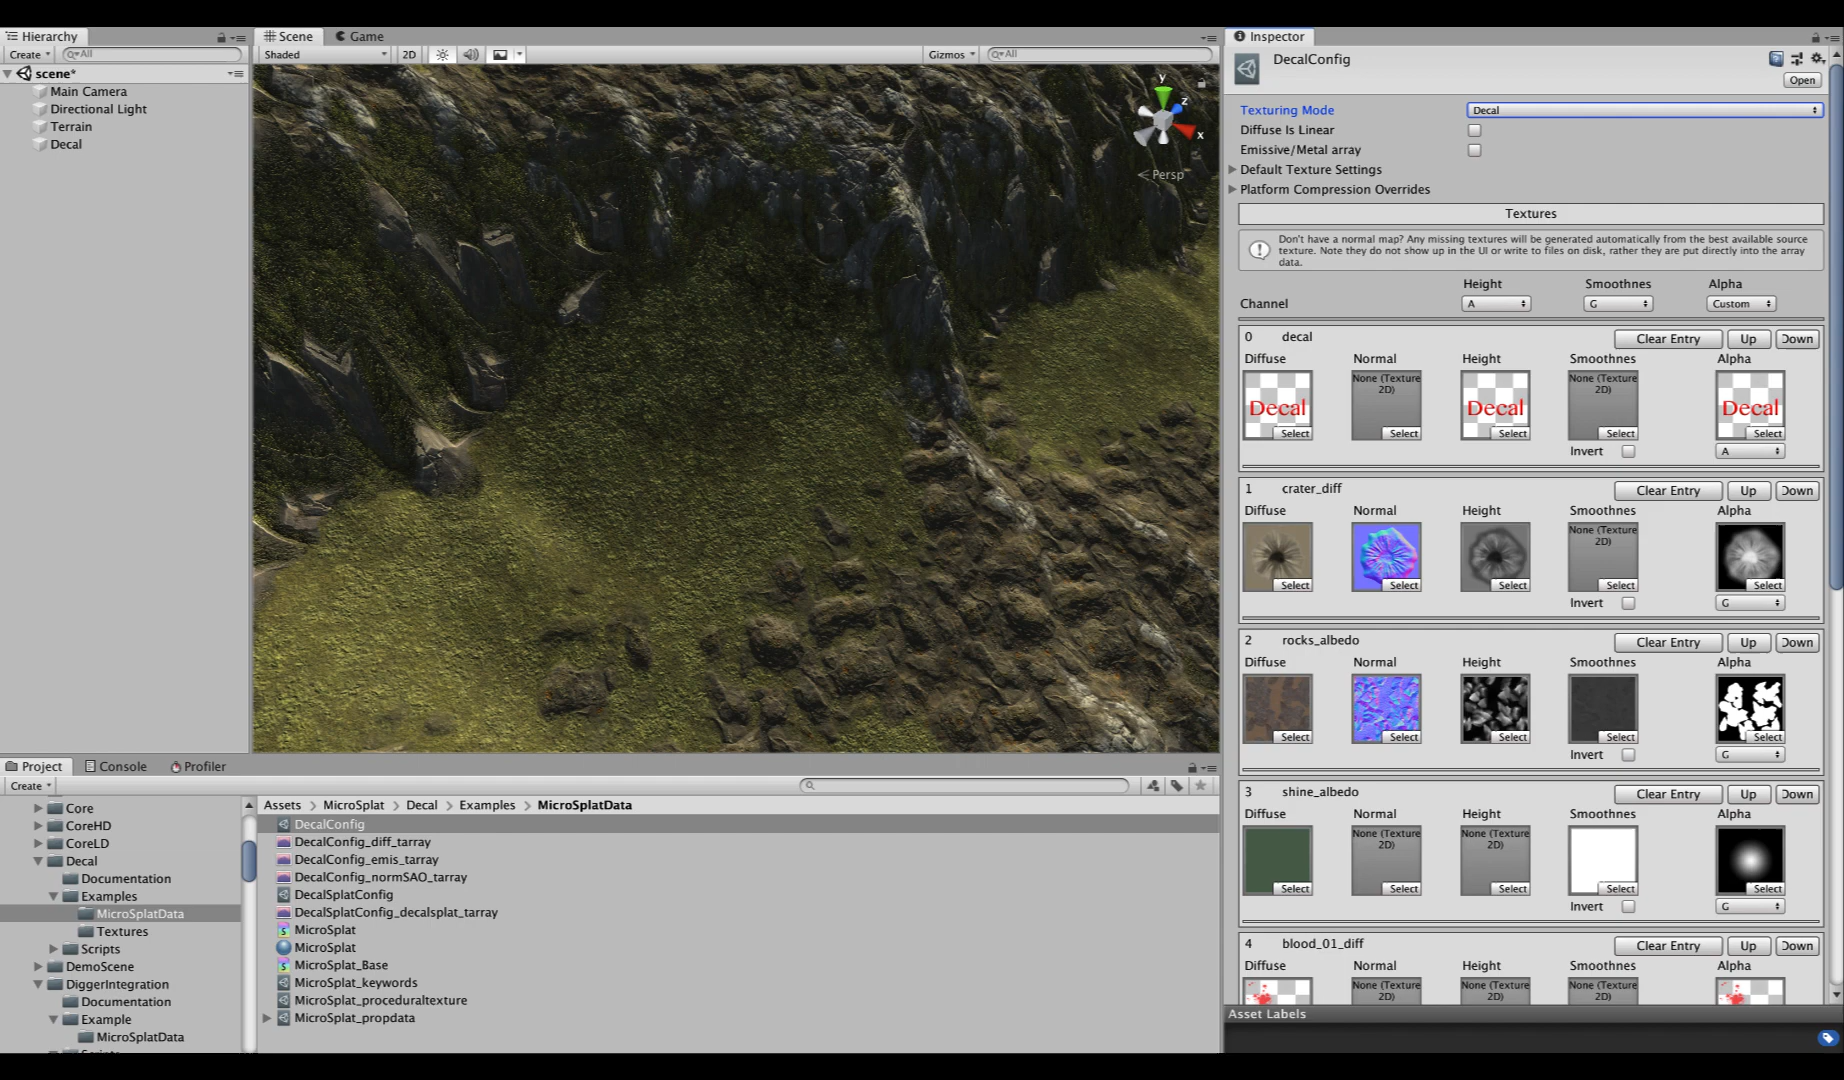 Hierarchy
Create
All
scene*
Main Camera
Directional Light
Terrain
Decal
Scene
Game
Shaded
2D
Gizmos
All
y
z
x
Persp
Inspector
DecalConfig
Open
Texturing Mode
Decal
Diffuse Is Linear
Emissive/Metal array
Default Texture Settings
Platform Compression Overrides
Textures
Don't have a normal map? Any missing textures will be generated automatically from the best available source
texture. Note they do not show up in the UI or write to files on disk, rather they are put directly into the array
data.
Height Smoothnes Alpha
Channel A G Custom
0 decal Clear Entry Up Down
Diffuse Normal Height Smoothnes Alpha
Decal None (Texture 2D) Decal None (Texture 2D) Decal
Select Select Select Select Select
Invert A
1 crater_diff Clear Entry Up Down
Diffuse Normal Height Smoothnes Alpha
None (Texture 2D)
Select Select Select Select Select
Invert G
2 rocks_albedo Clear Entry Up Down
Diffuse Normal Height Smoothnes Alpha
Select Select Select Select Select
Invert G
3 shine_albedo Clear Entry Up Down
Diffuse Normal Height Smoothnes Alpha
None (Texture 2D) None (Texture 2D)
Select Select Select Select Select
Invert G
4 blood_01_diff Clear Entry Up Down
Diffuse Normal Height Smoothnes Alpha
None (Texture 2D) None (Texture 2D) None (Texture 2D)
Asset Labels
Project
Console
Profiler
Create
Core
CoreHD
CoreLD
Decal
Documentation
Examples
MicroSplatData
Textures
Scripts
DemoScene
DiggerIntegration
Documentation
Example
MicroSplatData
Assets > MicroSplat > Decal > Examples > MicroSplatData
DecalConfig
DecalConfig_diff_tarray
DecalConfig_emis_tarray
DecalConfig_normSAO_tarray
DecalSplatConfig
DecalSplatConfig_decalsplat_tarray
MicroSplat
MicroSplat
MicroSplat_Base
MicroSplat_keywords
MicroSplat_proceduraltexture
MicroSplat_propdata